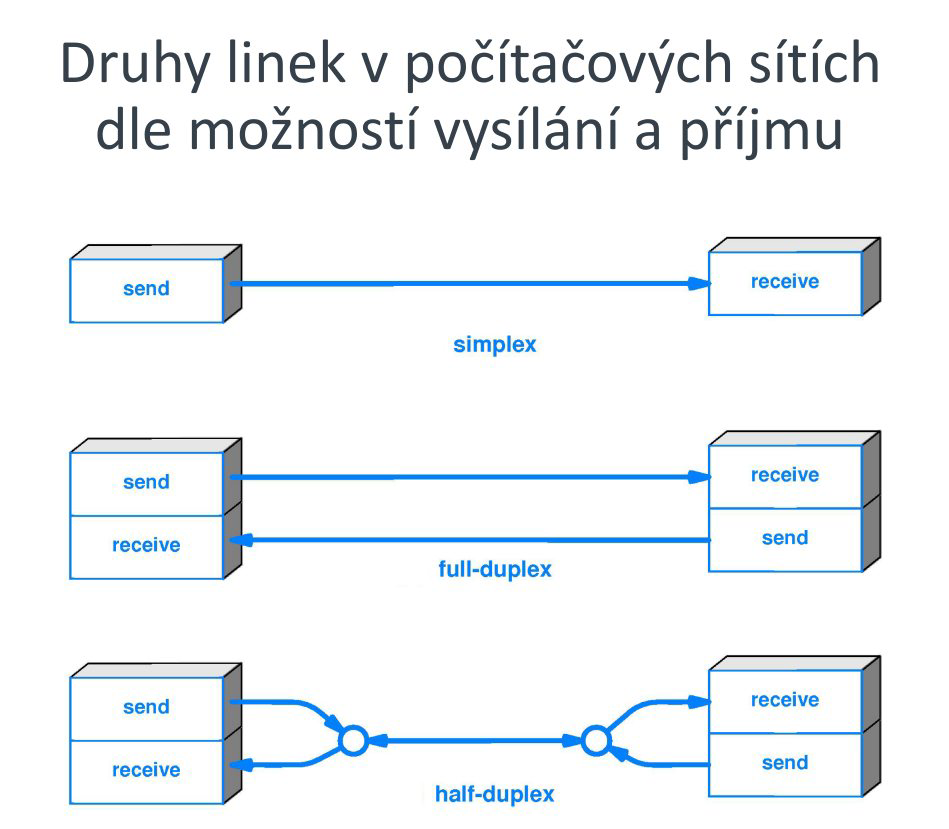 Druhy linek v počítačových sítích
dle možností vysílání a příjmu
send
receive
simplex
send
receive
receive
send
full-duplex
send
receive
receive
send
half-duplex